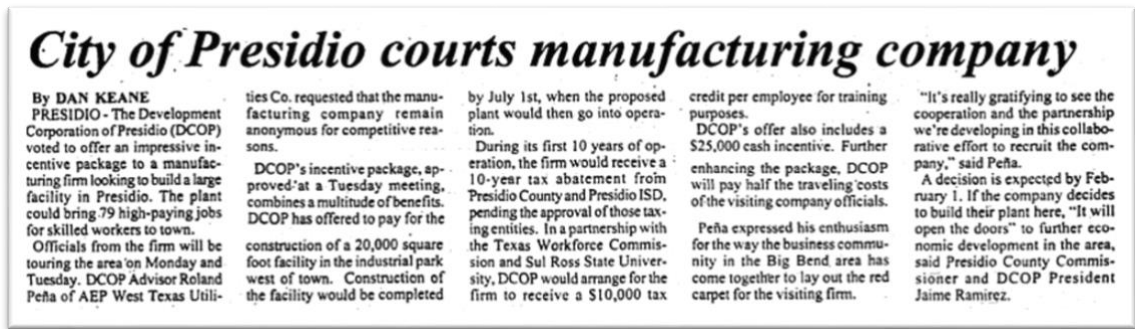 City of Presidio courts manufacturing company
By DAN KEANE
PRESIDIO - The Development
Corporation of Presidio (DCOP)
voted to offer an impressive in-
centive package to a manufac-
turing firm looking to build a large
facility in Presidio. The plant
could bring 79 high-paying jobs
for skilled workers to town.
Officials from the firm will be
touring the area on Monday and
Tuesday. DCOP Advisor Roland
Peña of AEP West Texas Utili-
ties Co. requested that the manu-
facturing company remain
anonymous for competitive rea-
sons.
DCOP's incentive package, ap-
proved at a Tuesday meeting,
combines a multitude of benefits.
DCOP has offered to pay for the
construction of a 20,000 square
foot facility in the industrial park
west of town. Construction of
the facility would be completed
by July 1st, when the proposed
plant would then go into opera-
tion.
During its first 10 years of op-
eration, the firm would receive a
10-year tax abatement from
Presidio County and Presidio ISD,
pending the approval of those tax-
ing entities. In a partnership with
the Texas Workforce Commis-
sion and Sul Ross State Univer-
sity, DCOP would arrange for the
firm to receive a $10,000 tax
credit per employee for training
purposes.
DCOP's offer also includes a
$25,000 cash incentive. Further
enhancing the package, DCOP
will pay half the traveling costs
of the visiting company officials.
Peña expressed his enthusiasm
for the way the business commu-
nity in the Big Bend area has
come together to lay out the red
carpet for the visiting firm.
"It's really gratifying to see the
cooperation and the partnership
we're developing in this collabo-
rative effort to recruit the com-
pany," said Peña.
A decision is expected by Feb-
ruary 1. If the company decides
to build their plant here, "It will
open the doors" to further eco-
nomic development in the area,
said Presidio County Commis-
sioner and DCOP President
Jaime Ramirez.